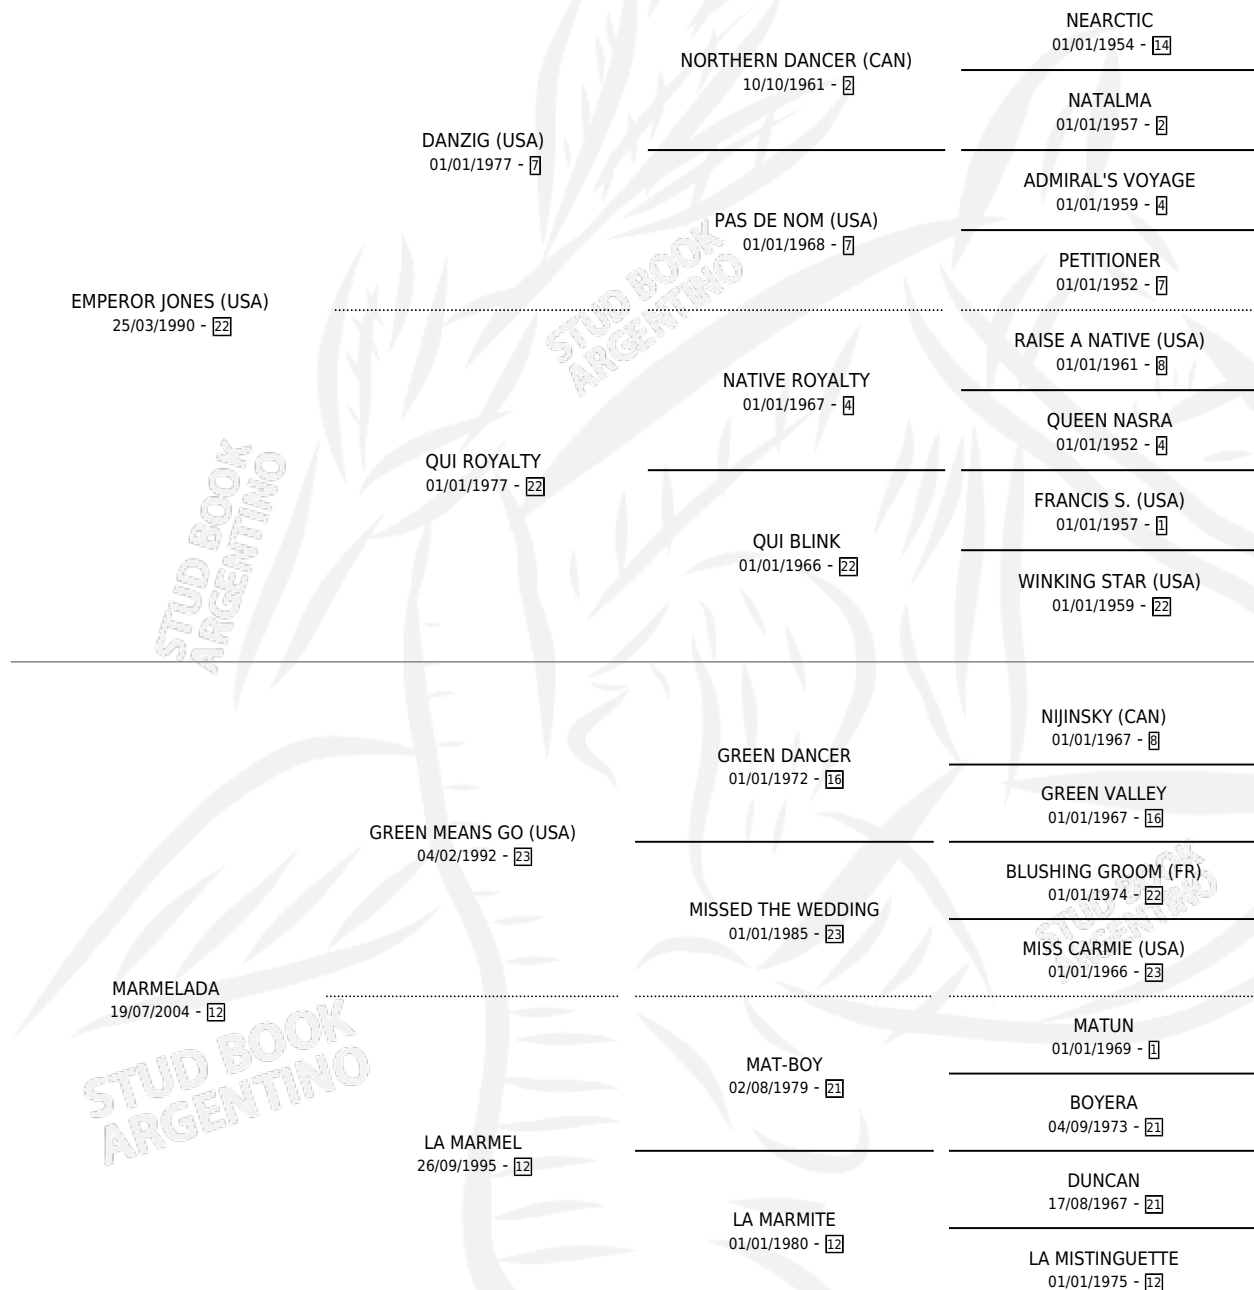 NEARCTIC
01/01/1954 - 14
NORTHERN DANCER (CAN)
10/10/1961 - 2
NATALMA
01/01/1957 - 2
DANZIG (USA)
01/01/1977 - 7
ADMIRAL'S VOYAGE
01/01/1959 - 4
PAS DE NOM (USA)
01/01/1968 - 7
PETITIONER
01/01/1952 - 7
EMPEROR JONES (USA)
25/03/1990 - 22
STUD BOOK
ARGENTINO
RAISE A NATIVE (USA)
01/01/1961 - 8
NATIVE ROYALTY
01/01/1967 - 4
QUEEN NASRA
01/01/1952 - 4
QUI ROYALTY
01/01/1977 - 22
FRANCIS S. (USA)
01/01/1957 - 1
QUI BLINK
01/01/1966 - 22
WINKING STAR (USA)
01/01/1959 - 22
STUD BOOK
ARGENTINO
NIJINSKY (CAN)
01/01/1967 - 8
GREEN DANCER
01/01/1972 - 16
GREEN VALLEY
01/01/1967 - 16
GREEN MEANS GO (USA)
04/02/1992 - 23
BLUSHING GROOM (FR)
01/01/1974 - 22
MISSED THE WEDDING
01/01/1985 - 23
MISS CARMIE (USA)
01/01/1966 - 23
STUD BOOK
ARGENTINO
MARMELADA
19/07/2004 - 12
STUD BOOK
ARGENTINO
MATUN
01/01/1969 - 1
MAT-BOY
02/08/1979 - 21
BOYERA
04/09/1973 - 21
LA MARMEL
26/09/1995 - 12
DUNCAN
17/08/1967 - 21
LA MARMITE
01/01/1980 - 12
LA MISTINGUETTE
01/01/1975 - 12